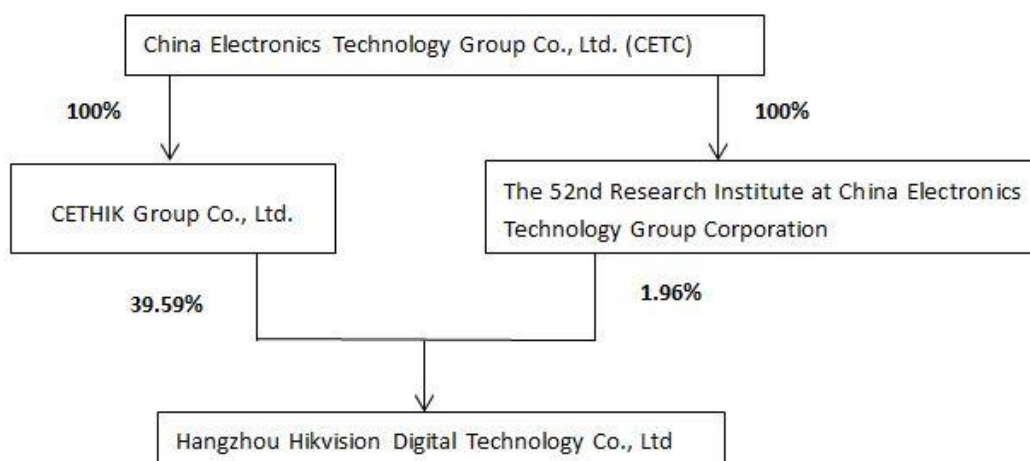 China Electronics Technology Group Co., Ltd. (CETC)
100%
100%
CETHIK Group Co., Ltd.
The 52nd Research Institute at China Electronics
Technology Group Corporation
39.59%
1.96%
Hangzhou Hikvision Digital Technology Co., Ltd